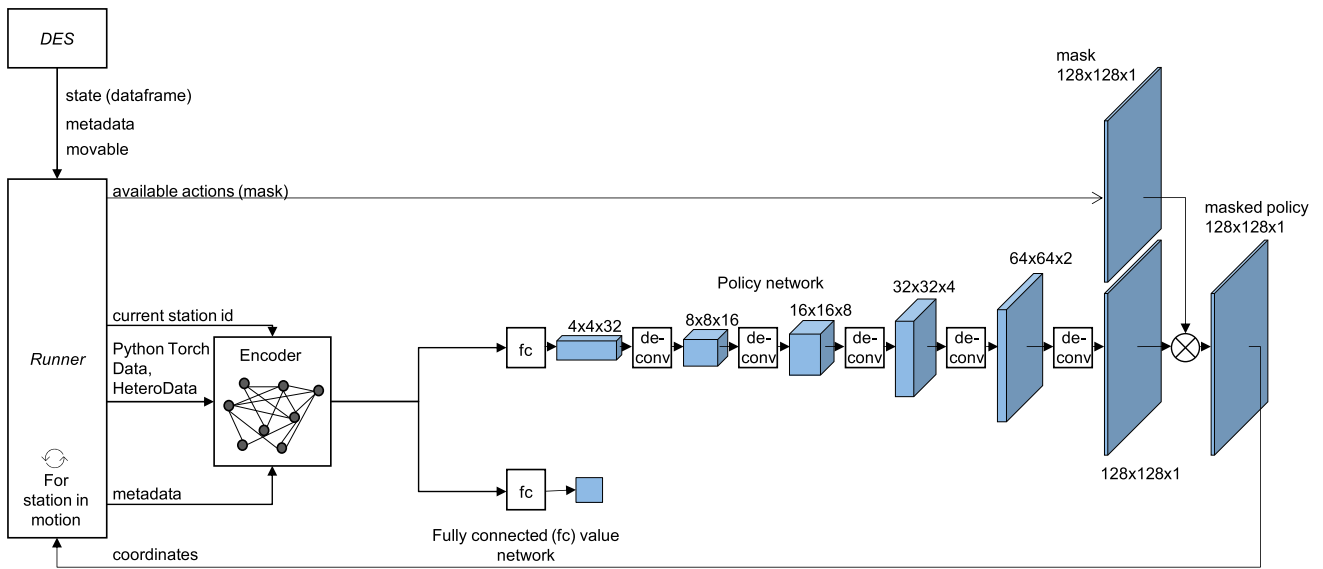 DES
state (dataframe)
metadata
movable
mask
128x128x1
available actions (mask)
masked policy
128x128x1
64x64x2
Policy network
32x32x4
16x16x8
8x8x16
4x4x32
current station id
Python Torch
Data,
HeteroData
Encoder
Runner
fc
de-
conv
de-
conv
de-
conv
de-
conv
de-
conv
128x128x1
For
station in
motion
metadata
fc
Fully connected (fc) value
network
coordinates